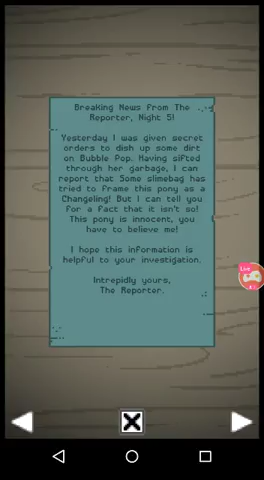 Breaking News From The
Reporter, Night 5!
Yesterday I was given secret
orders to dish up some dirt
on Bubble Pop. Having sifted
through her garbage, I can
report that Some slimebag has
tried to frame this pony as a
Changeling! But I can tell you
for a fact that it isn't so!
This pony is innocent, you
have to believe me!
I hope this information is
helpful to your investigation.
Intrepidly yours,
The Reporter.
Live